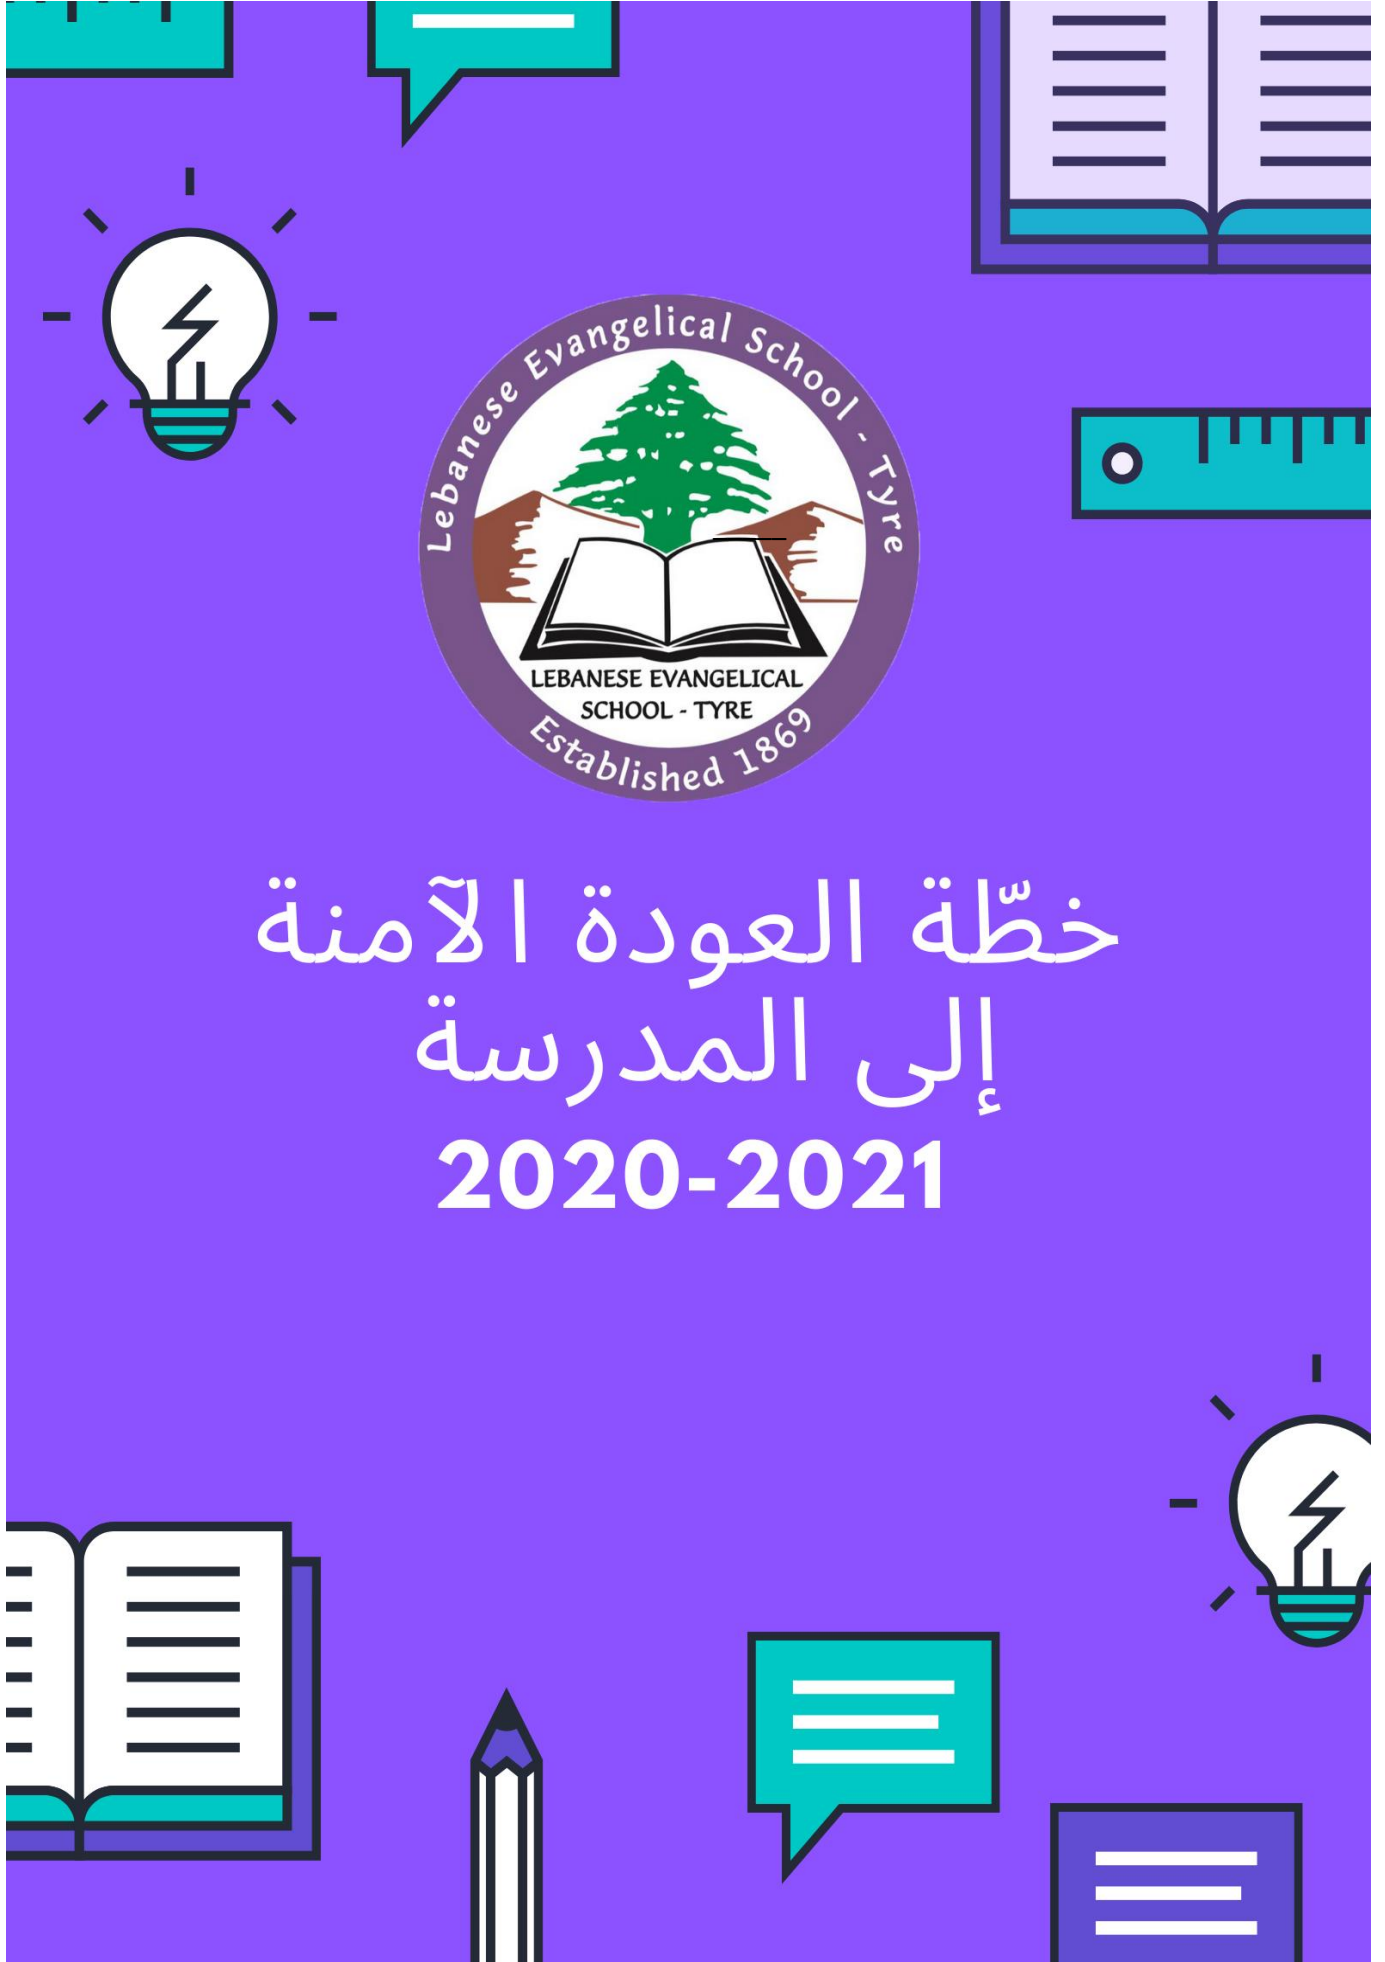 Lebanese Evangelical School - Tyre
LEBANESE EVANGELICAL
SCHOOL - TYRE
Established 1869
خطّة العودة الآمنة
إلى المدرسة
2020-2021